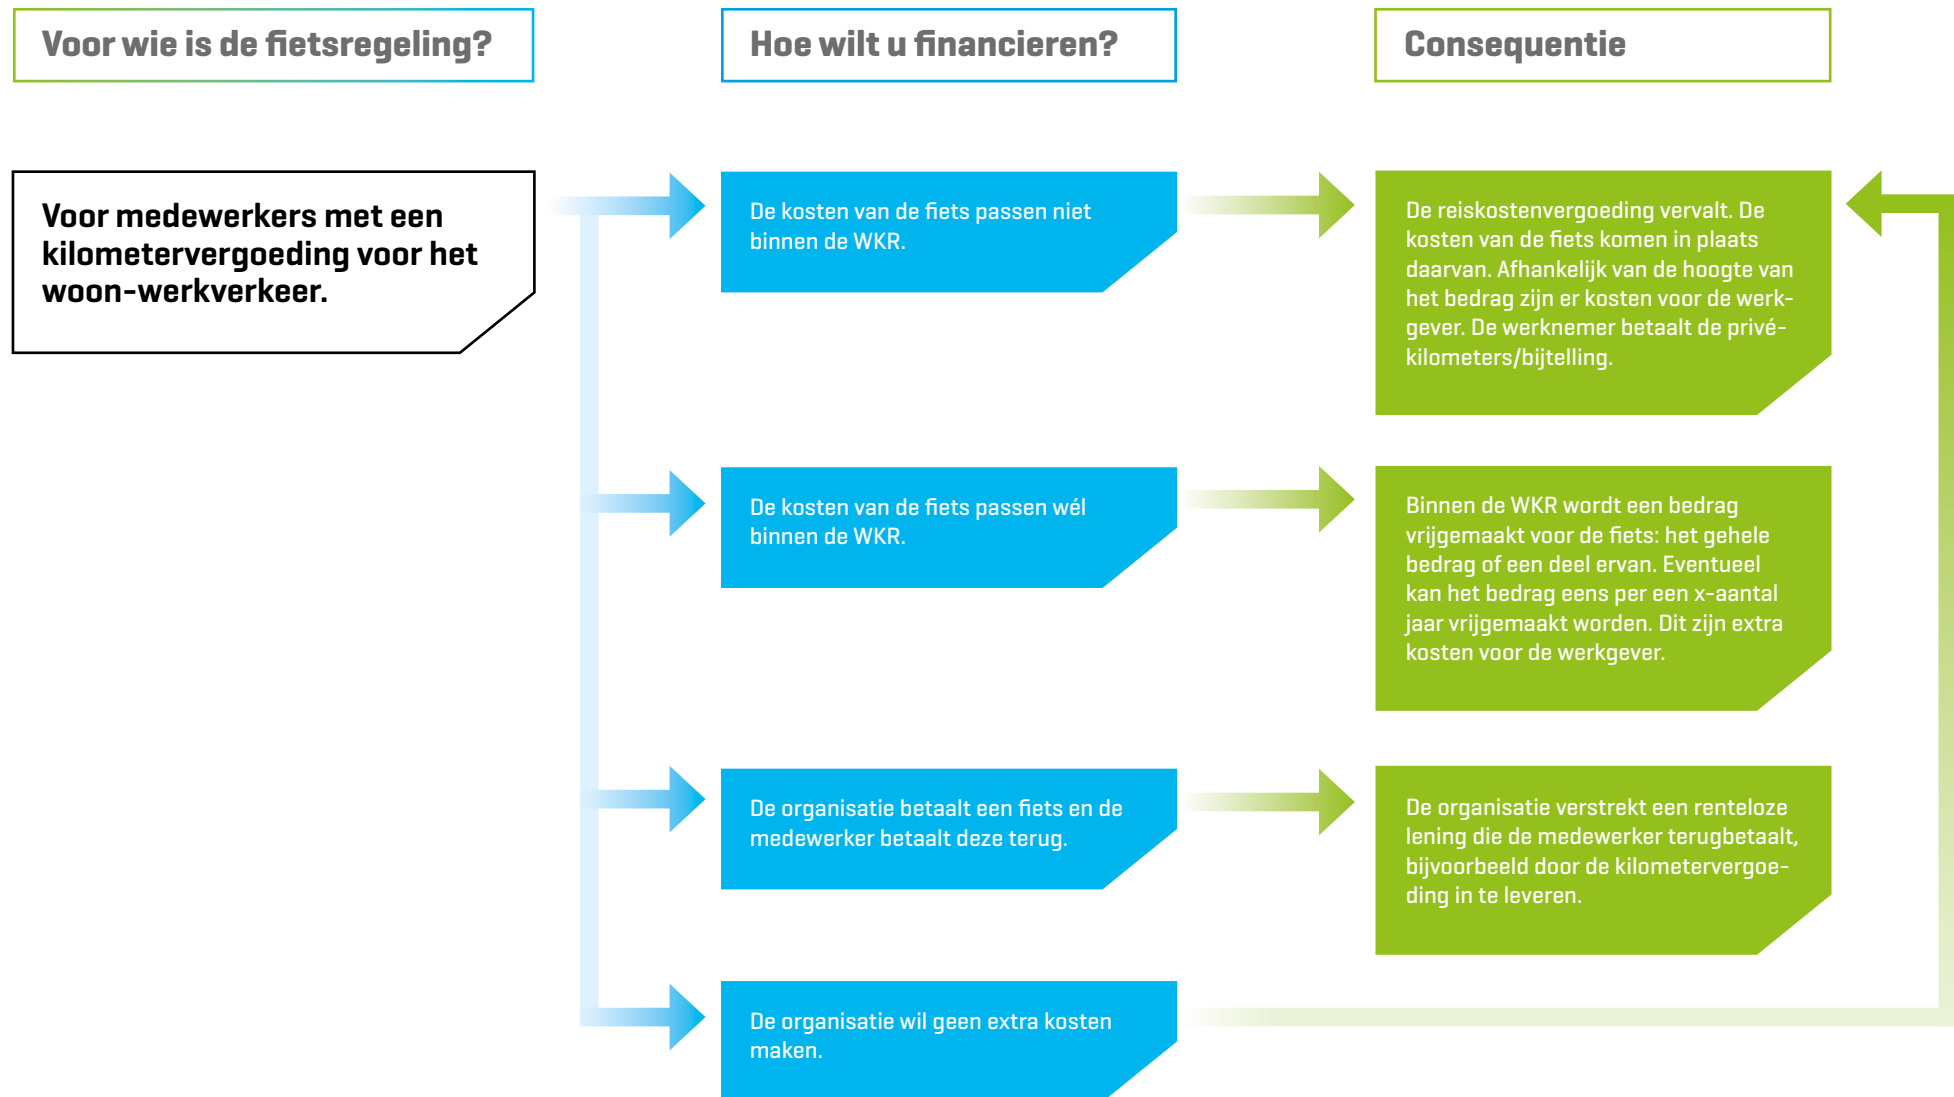 Voor wie is de fietsregeling?
Hoe wilt u financieren?
Consequentie
Voor medewerkers met een
kilometervergoeding voor het
woon-werkverkeer.
De kosten van de fiets passen niet
binnen de WKR.
De reiskostenvergoeding vervalt. De
kosten van de fiets komen in plaats
daarvan. Afhankelijk van de hoogte van
het bedrag zijn er kosten voor de werk-
gever. De werknemer betaalt de privé-
kilometers/bijtelling.
De kosten van de fiets passen wél
binnen de WKR.
Binnen de WKR wordt een bedrag
vrijgemaakt voor de fiets: het gehele
bedrag of een deel ervan. Eventueel
kan het bedrag eens per een x-aantal
jaar vrijgemaakt worden. Dit zijn extra
kosten voor de werkgever.
De organisatie betaalt een fiets en de
medewerker betaalt deze terug.
De organisatie verstrekt een renteloze
lening die de medewerker terugbetaalt,
bijvoorbeeld door de kilometervergoe-
ding in te leveren.
De organisatie wil geen extra kosten
maken.